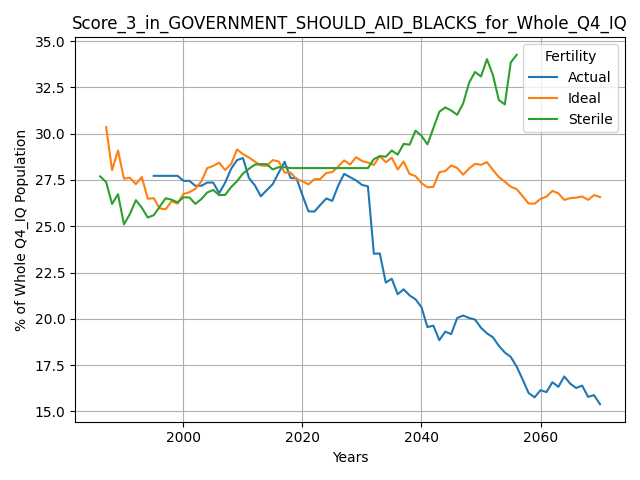 Score_3_in_GOVERNMENT_SHOULD_AID_BLACKS_for_Whole_Q4_IQ
35.0
32.5
30.0
27.5
25.0
22.5
20.0
17.5
15.0
% of Whole Q4_IQ Population
Fertility
Actual
Ideal
Sterile
2000
2020
2040
2060
Years